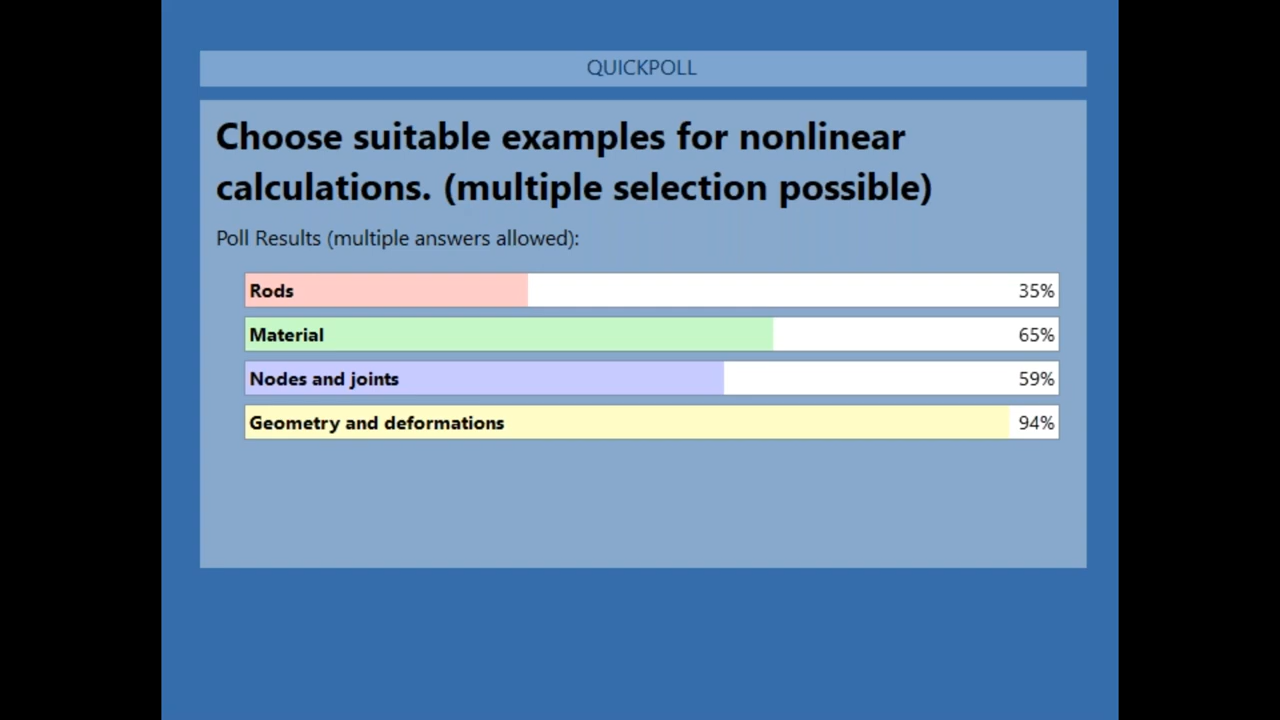 QUICKPOLL
Choose suitable examples for nonlinear
calculations. (multiple selection possible)
Poll Results (multiple answers allowed):
Rods 35%
Material 65%
Nodes and joints 59%
Geometry and deformations 94%